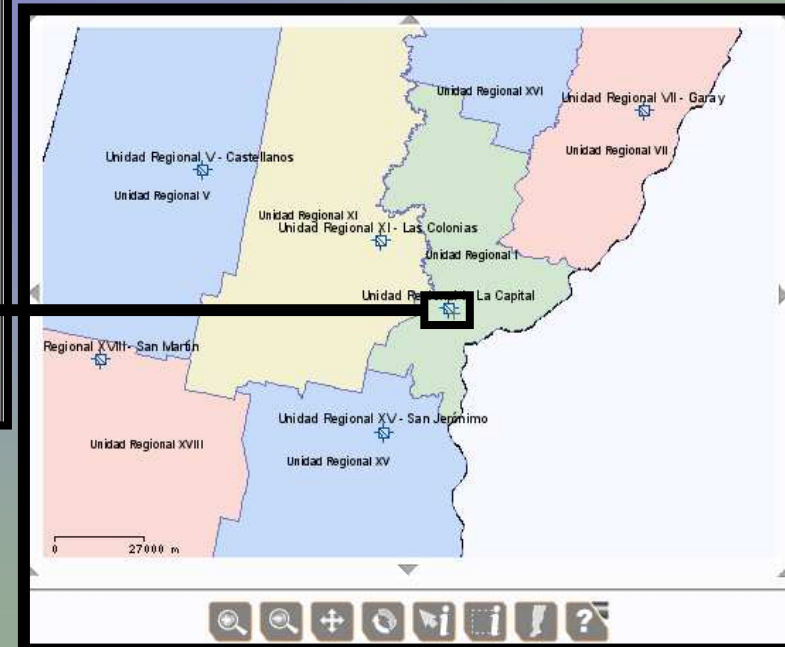 Unidad Regional XVI
Unidad Regional VII - Garay
Unidad Regional VII
Unidad Regional V - Castellanos
Unidad Regional V
Unidad Regional XI
Unidad Regional XI - Las Colonias
Unidad Regional I
La Capital
Regional XVIII - San Martín
Unidad Regional XV - San Jerónimo
Unidad Regional XVIII
Unidad Regional XV
0 27000 m